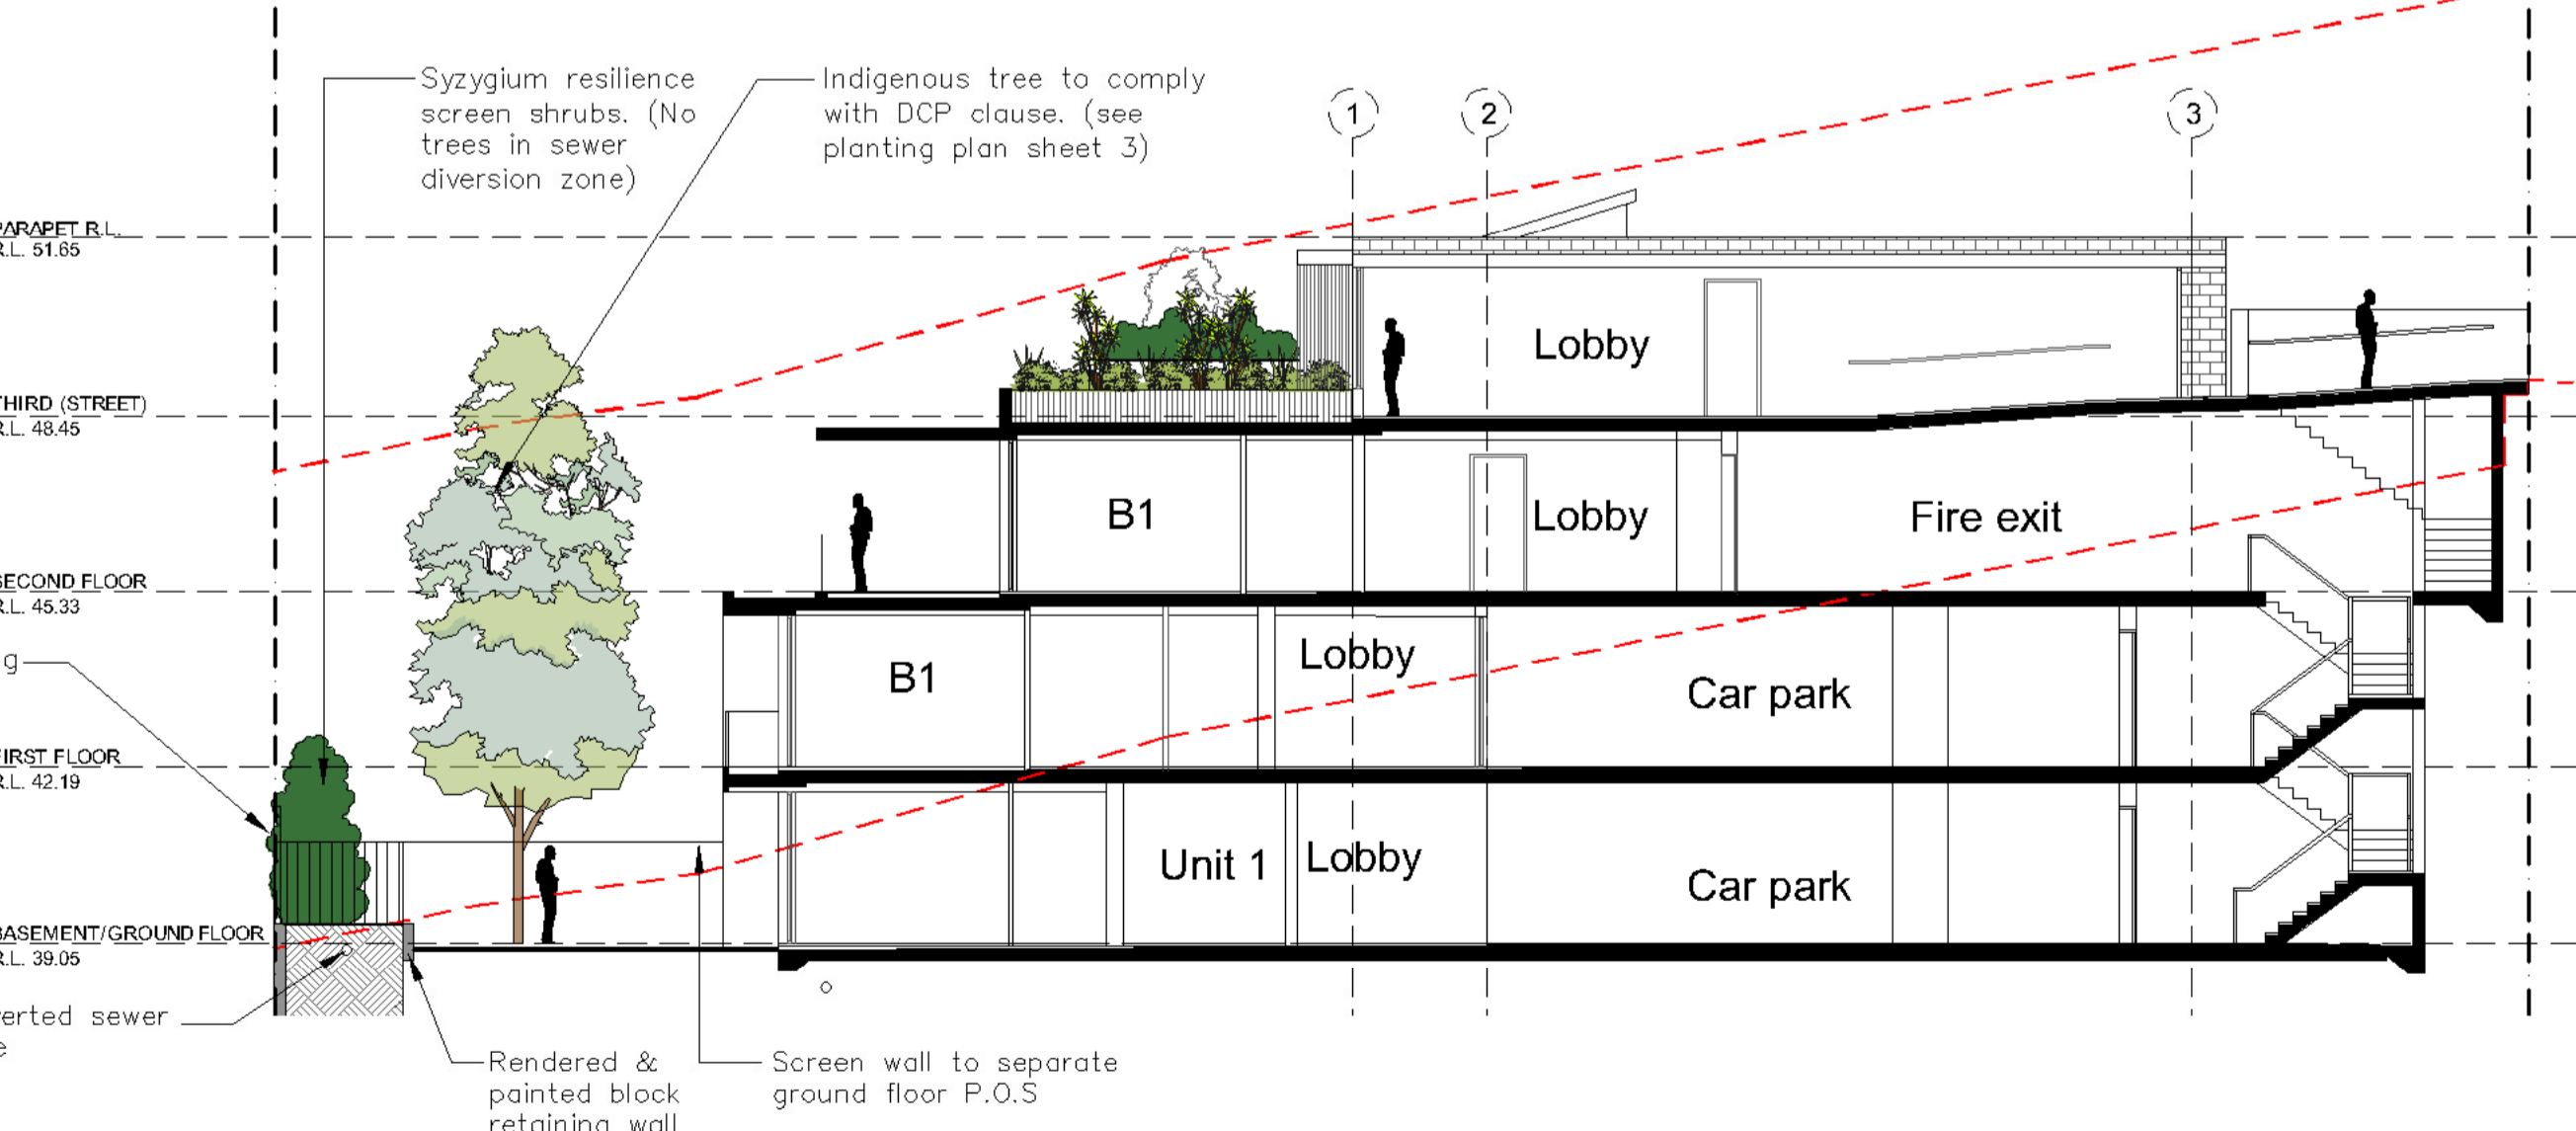 Syzygium resilience
screen shrubs. (No
trees in sewer
diversion zone)
Indigenous tree to comply
with DCP clause. (see
planting plan sheet 3)
1
2
3
PARAPET R.L.
R.L. 51.65
THIRD (STREET)
R.L. 48.45
SECOND FLOOR
R.L. 45.33
g
FIRST FLOOR
R.L. 42.19
BASEMENT/GROUND FLOOR
R.L. 39.05
Lobby
B1
Lobby
Fire exit
B1
Lobby
Car park
Unit 1
Lobby
Car park
erted sewer
e
Rendered &
painted block
retaining wall
Screen wall to separate
ground floor P.O.S